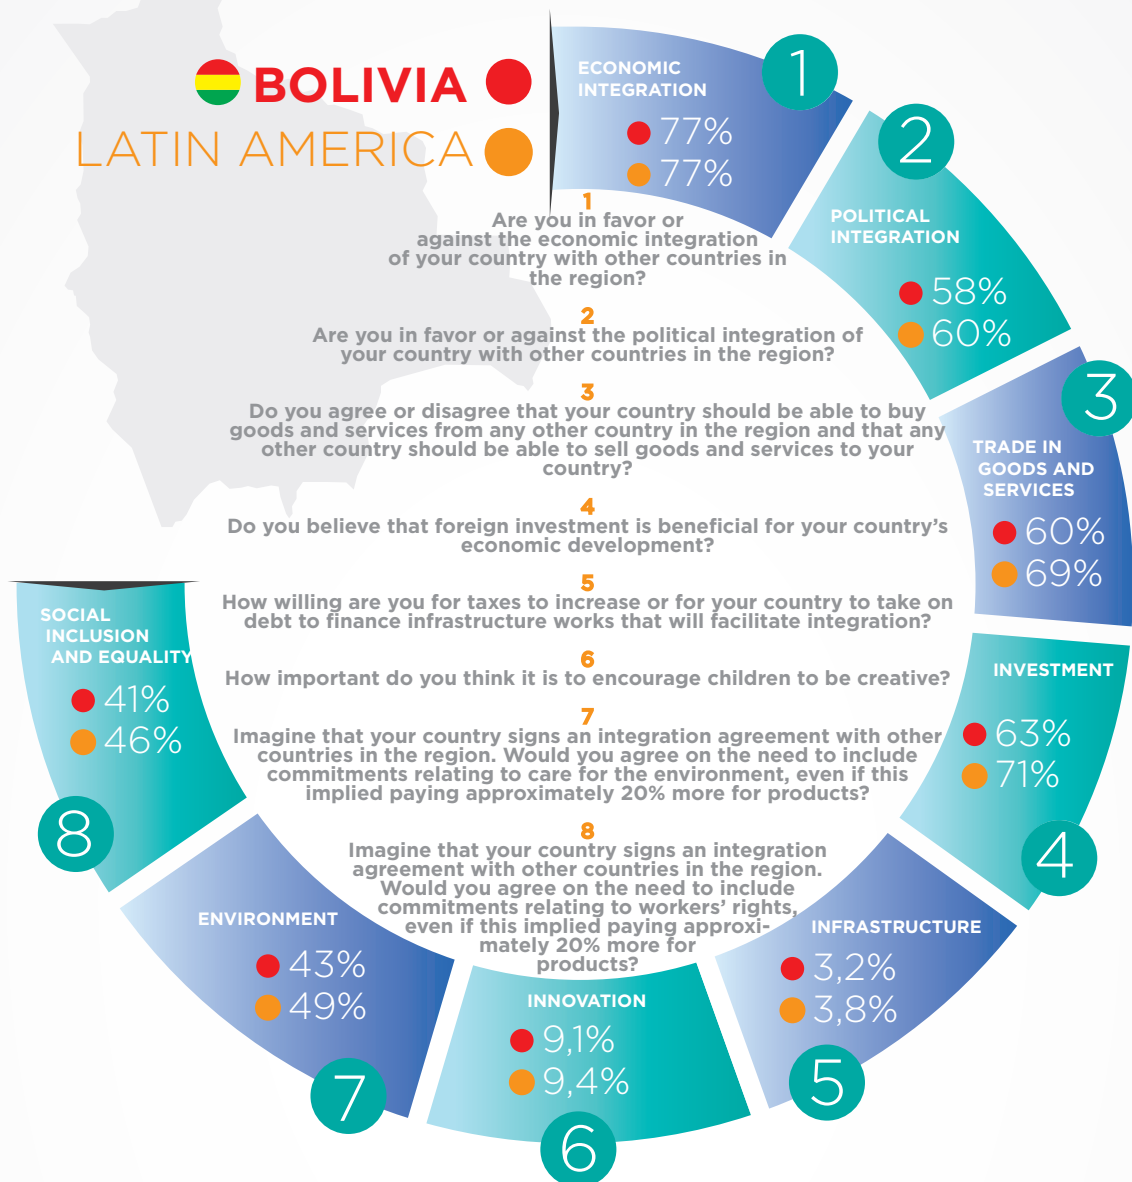 BOLIVIA
LATIN AMERICA
ECONOMIC
INTEGRATION
77%
77%
1
POLITICAL
INTEGRATION
58%
60%
2
TRADE IN
GOODS AND
SERVICES
60%
69%
3
INVESTMENT
63%
71%
4
INFRASTRUCTURE
3,2%
3,8%
5
INNOVATION
9,1%
9,4%
6
ENVIRONMENT
43%
49%
7
SOCIAL
INCLUSION
AND EQUALITY
41%
46%
8
1
Are you in favor or
against the economic integration
of your country with other countries in
the region?
2
Are you in favor or against the political integration of
your country with other countries in the region?
3
Do you agree or disagree that your country should be able to buy
goods and services from any other country in the region and that any
other country should be able to sell goods and services to your
country?
4
Do you believe that foreign investment is beneficial for your country's
economic development?
5
How willing are you for taxes to increase or for your country to take on
debt to finance infrastructure works that will facilitate integration?
6
How important do you think it is to encourage children to be creative?
7
Imagine that your country signs an integration agreement with other
countries in the region. Would you agree on the need to include
commitments relating to care for the environment, even if this
implied paying approximately 20% more for products?
8
Imagine that your country signs an integration
agreement with other countries in the region.
Would you agree on the need to include
commitments relating to workers' rights,
even if this implied paying approxi-
mately 20% more for
products?